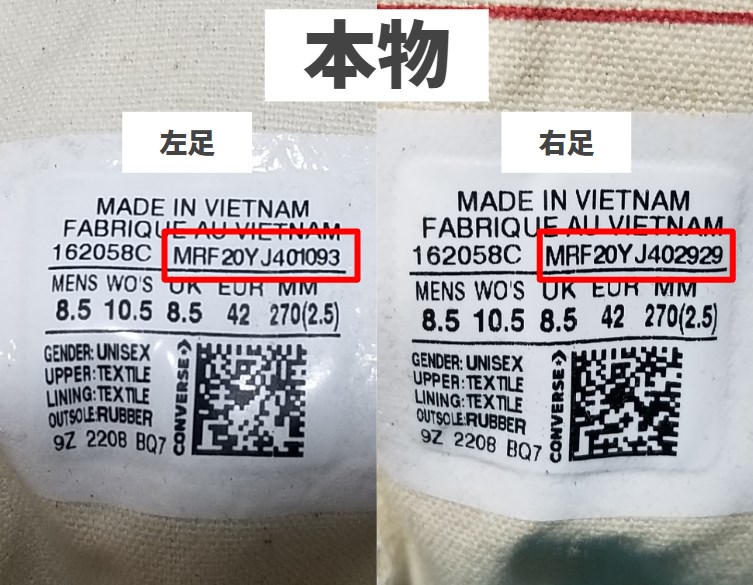 本物
左足
MADE IN VIETNAM
FABRIQUE AU VIETNAM
162058C MRF20YJ401093
MENS WO'S UK EUR MM
8.5 10.5 8.5 42 270(2.5)
GENDER: UNISEX
UPPER: TEXTILE
LINING: TEXTILE
OUTSOLE: RUBBER
9Z 2208 BQ7
CONVERSE
右足
MADE IN VIETNAM
FABRIQUE AU VIETNAM
162058C MRF20YJ402929
MENS WO'S UK EUR MM
8.5 10.5 8.5 42 270(2.5)
GENDER: UNISEX
UPPER: TEXTILE
LINING: TEXTILE
OUTSOLE: RUBBER
9Z 2208 BQ7
CONVERSE